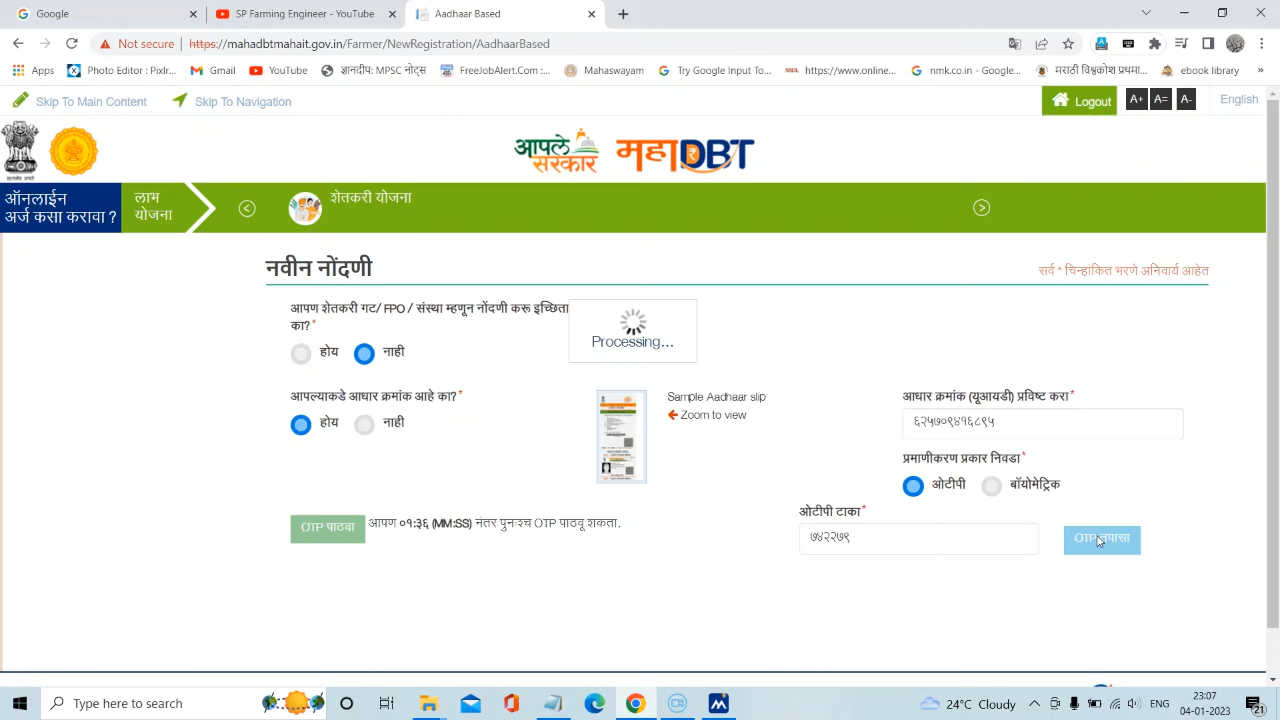 Google
SP Farming Engineer - YouTube
Aadhaar Based
Not secure
https://mahadbtmahait.gov.in/Farmer/NewRegistration/AadhaarBased
Apps
Photo Editor : Pixlr...
Gmail
YouTube
ज्ञानदीप: MPSC नोट्स
FreeJobAlert.Com :...
Mahaswayam
Try Google Input To...
https://www.online...
nmk.co.in - Google...
मराठी विश्वकोश प्रथमा...
ebook library
»
Skip To Main Content
Skip To Navigation
Logout
A+
A=
A-
English
आपले सरकार
महाDBT
ऑनलाईन
अर्ज कसा करावा ?
लाभ
योजना
शेतकरी योजना
नवीन नोंदणी
सर्व * चिन्हांकित भरणे अनिवार्य आहेत
आपण शेतकरी गट/ FPO / संस्था म्हणून नोंदणी करू इच्छिता
का?*
होय
नाही
Processing...
आपल्याकडे आधार क्रमांक आहे का?*
होय
नाही
Sample Aadhaar slip
Zoom to view
आधार क्रमांक (यूआयडी) प्रविष्ट करा*
६२५७०९४१६८९५
प्रमाणीकरण प्रकार निवडा*
ओटीपी
बॉयोमेट्रिक
OTP पाठवा
आपण ०१:३६ (MM:SS) नंतर पुनःश्च OTP पाठवू शकता.
ओटीपी टाका*
७४२२७९
Type here to search
24°C Cloudy
23:07
04-01-2023
21